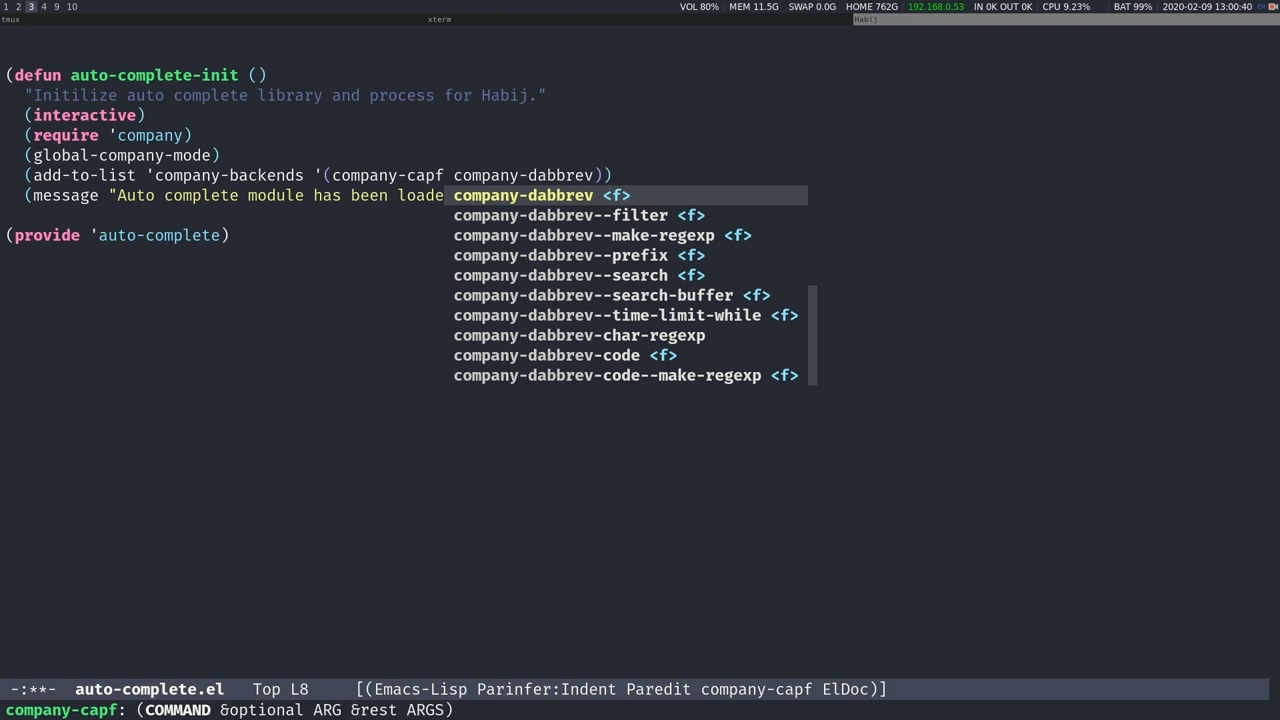 1 2 3 4 9 10 VOL 80% | MEM 11.5G | SWAP 0.0G | HOME 762G | 192.168.0.53 | IN 0K OUT 0K | CPU 9.23% | BAT 99% | 2020-02-09 13:00:40 EN
tmux xterm Habij
(defun auto-complete-init ()
"Initilize auto complete library and process for Habij."
(interactive)
(require 'company)
(global-company-mode)
(add-to-list 'company-backends '(company-capf company-dabbrev))
(message "Auto complete module has been loade company-dabbrev <f>
company-dabbrev--filter <f>
(provide 'auto-complete) company-dabbrev--make-regexp <f>
company-dabbrev--prefix <f>
company-dabbrev--search <f>
company-dabbrev--search-buffer <f>
company-dabbrev--time-limit-while <f>
company-dabbrev-char-regexp
company-dabbrev-code <f>
company-dabbrev-code--make-regexp <f>
-:**- auto-complete.el Top L8 [(Emacs-Lisp Parinfer:Indent Paredit company-capf ElDoc)]
company-capf: (COMMAND &optional ARG &rest ARGS)